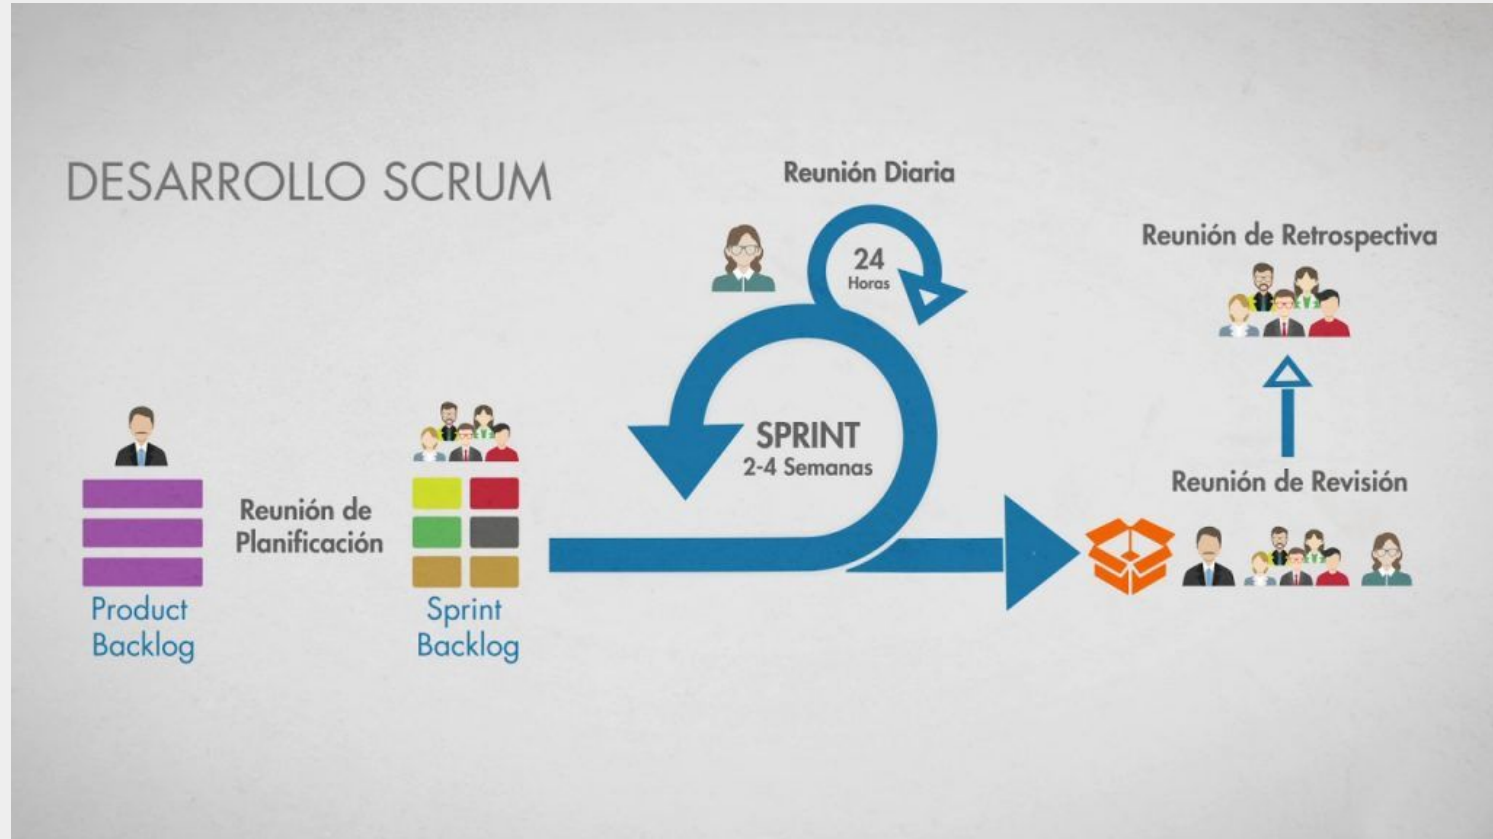 DESARROLLO SCRUM
Reunión Diaria
24
Horas
Reunión de Retrospectiva
SPRINT
2-4 Semanas
Reunión de Revisión
Reunión de
Planificación
Product
Backlog
Sprint
Backlog